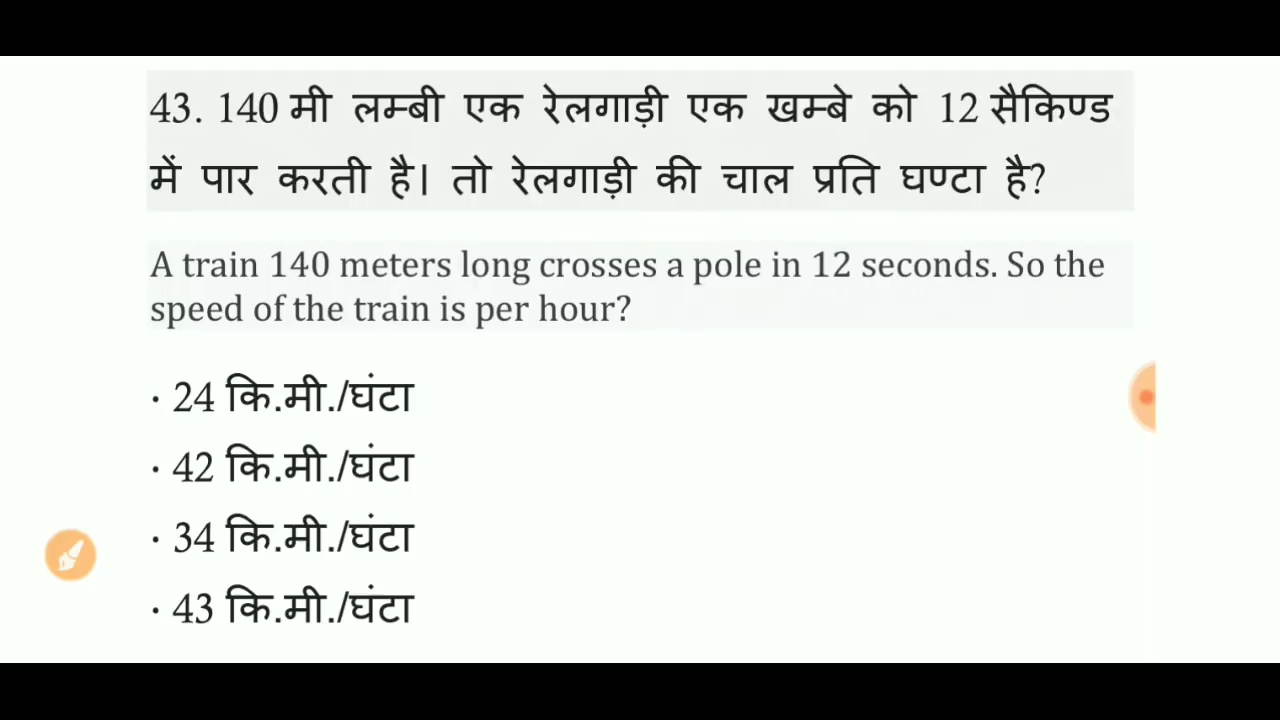 43. 140 मी लम्बी एक रेलगाड़ी एक खम्बे को 12 सैकिण्ड
में पार करती है। तो रेलगाड़ी की चाल प्रति घण्टा है?
A train 140 meters long crosses a pole in 12 seconds. So the
speed of the train is per hour?
· 24 कि.मी./घंटा
· 42 कि.मी./घंटा
· 34 कि.मी./घंटा
· 43 कि.मी./घंटा